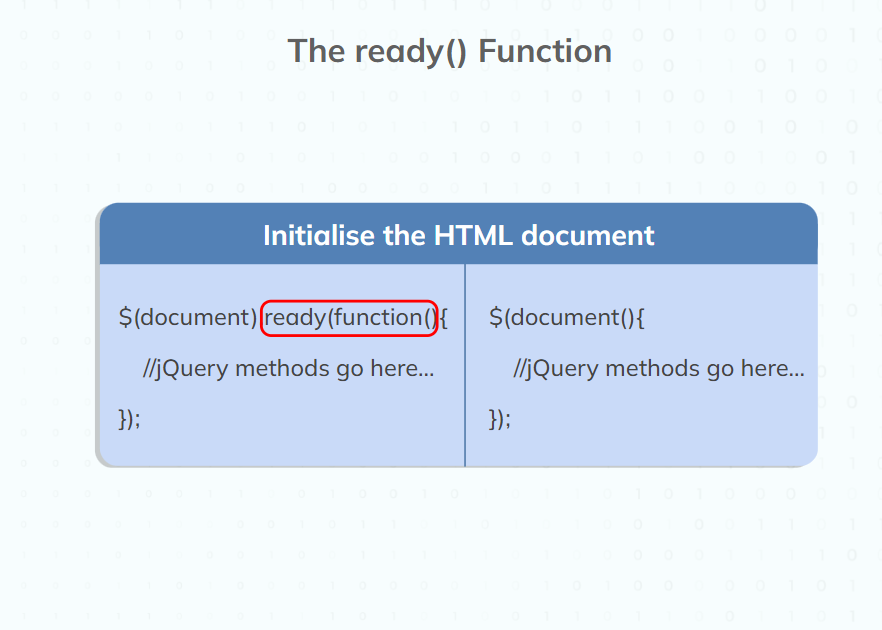 The ready() Function
Initialise the HTML document
$(document) ready(function(){
//jQuery methods go here...
});
$(document(){
//jQuery methods go here...
});